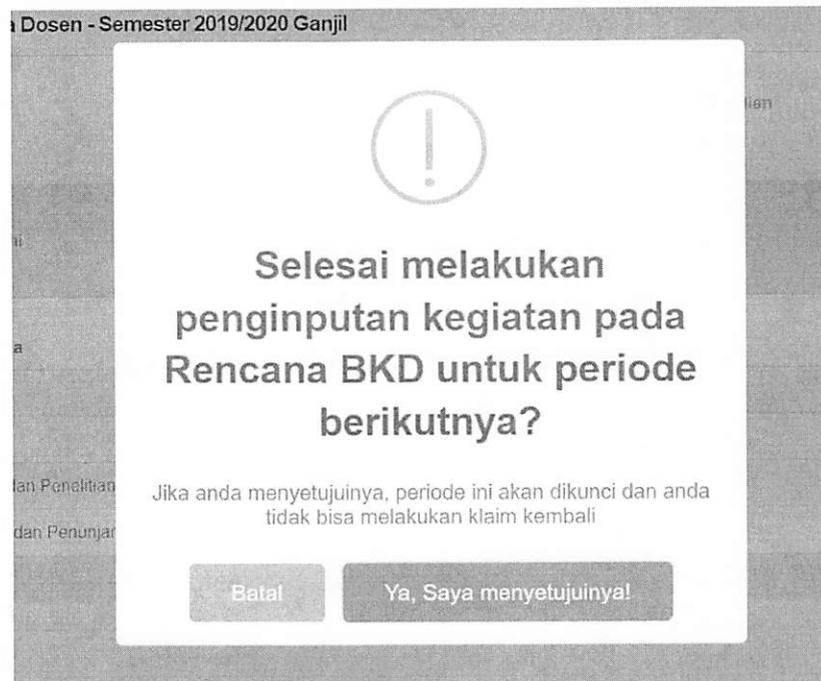 Dosen - Semester 2019/2020 Ganjil
Selesai melakukan
penginputan kegiatan pada
Rencana BKD untuk periode
berikutnya?
dan Penelitian
Jika anda menyetujuinya, periode ini akan dikunci dan anda
tidak bisa melakukan klaim kembali
dan Penunjan
Batal
Ya, Saya menyetujuinya!